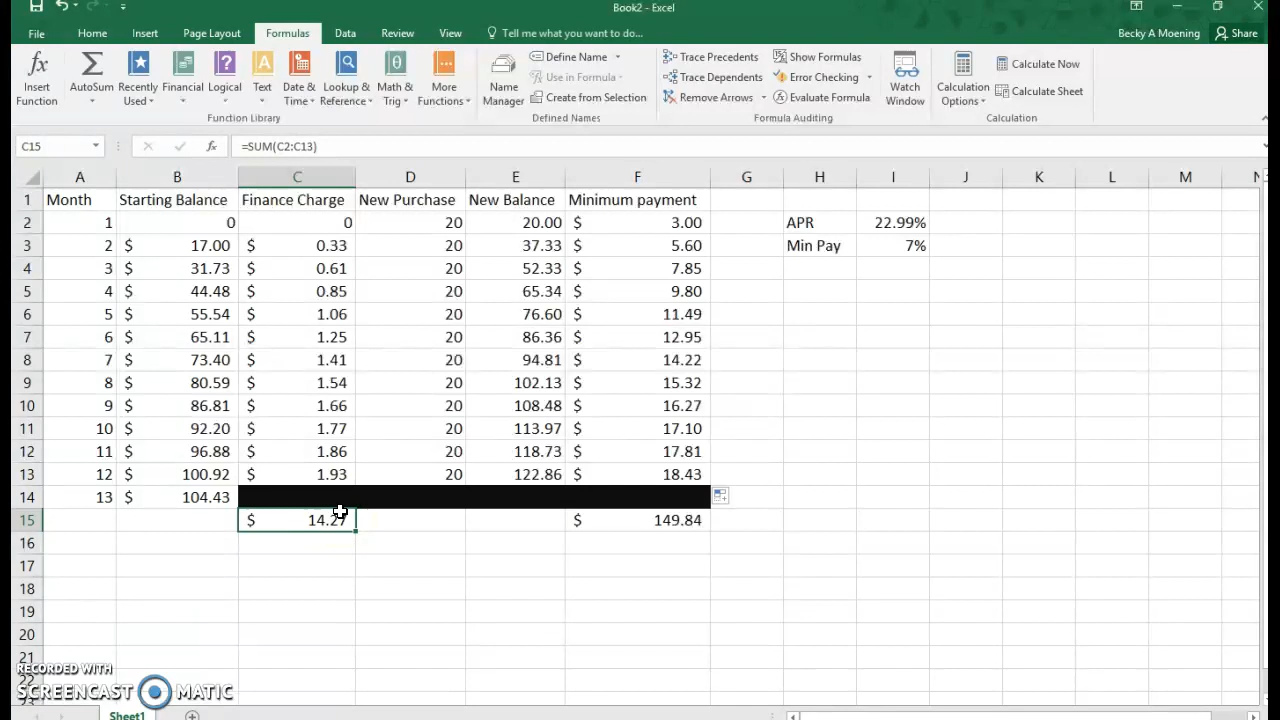 Book2 - Excel
File Home Insert Page Layout Formulas Data Review View Tell me what you want to do... Becky A Moening Share
Insert Function AutoSum Recently Used Financial Logical Text Date & Time Lookup & Reference Math & Trig More Functions Name Manager Define Name Use in Formula Create from Selection Trace Precedents Trace Dependents Remove Arrows Show Formulas Error Checking Evaluate Formula Watch Window Calculation Options Calculate Now Calculate Sheet
Function Library Defined Names Formula Auditing Calculation
C15 fx =SUM(C2:C13)
A B C D E F G H I J K L M N
1 Month Starting Balance Finance Charge New Purchase New Balance Minimum payment
2 1 0 0 20 20.00 $ 3.00 APR 22.99%
3 2 $ 17.00 $ 0.33 20 37.33 $ 5.60 Min Pay 7%
4 3 $ 31.73 $ 0.61 20 52.33 $ 7.85
5 4 $ 44.48 $ 0.85 20 65.34 $ 9.80
6 5 $ 55.54 $ 1.06 20 76.60 $ 11.49
7 6 $ 65.11 $ 1.25 20 86.36 $ 12.95
8 7 $ 73.40 $ 1.41 20 94.81 $ 14.22
9 8 $ 80.59 $ 1.54 20 102.13 $ 15.32
10 9 $ 86.81 $ 1.66 20 108.48 $ 16.27
11 10 $ 92.20 $ 1.77 20 113.97 $ 17.10
12 11 $ 96.88 $ 1.86 20 118.73 $ 17.81
13 12 $ 100.92 $ 1.93 20 122.86 $ 18.43
14 13 $ 104.43
15 $ 14.27 $ 149.84
16
17
18
19
20
21
22
23
RECORDED WITH
SCREENCAST MATIC
Sheet1